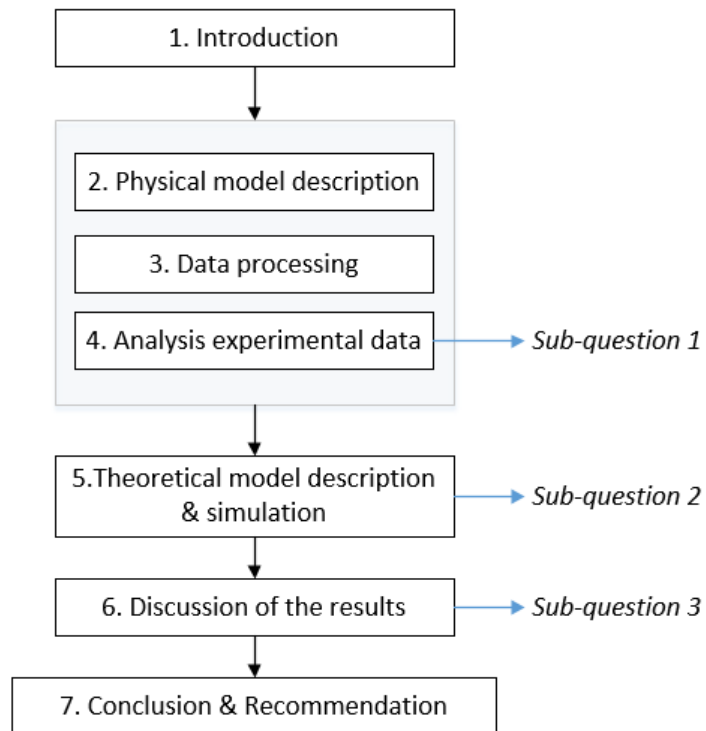 1. Introduction
2. Physical model description
3. Data processing
4. Analysis experimental data
Sub-question 1
5.Theoretical model description
& simulation
Sub-question 2
6. Discussion of the results
Sub-question 3
7. Conclusion & Recommendation